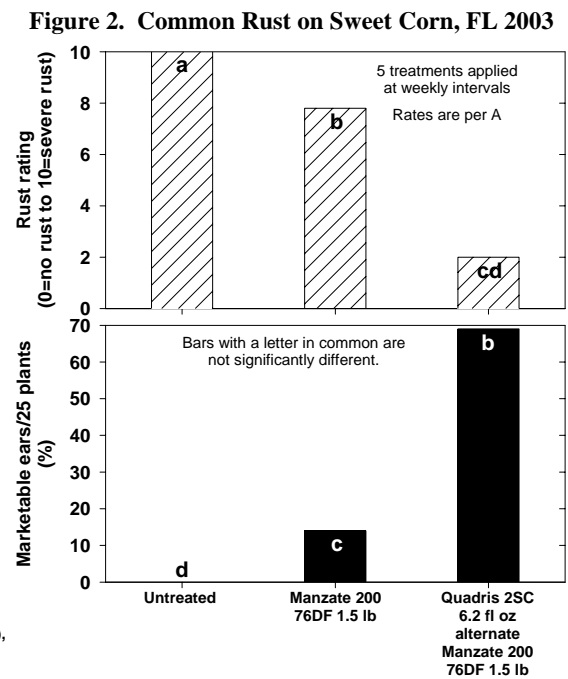 Figure 2. Common Rust on Sweet Corn, FL 2003
Rust rating
(0=no rust to 10=severe rust)
10
8
6
4
2
0
a
b
cd
5 treatments applied
at weekly intervals
Rates are per A
Marketable ears/25 plants
(%)
70
60
50
40
30
20
10
0
Bars with a letter in common are
not significantly different.
d
c
b
Untreated
Manzate 200
76DF 1.5 lb
Quadris 2SC
6.2 fl oz
alternate
Manzate 200
76DF 1.5 lb
),